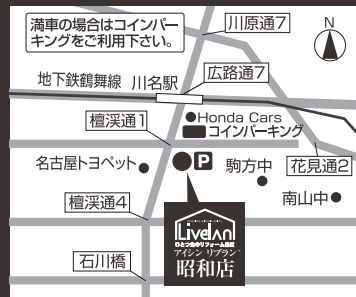 満車の場合はコインパー
キングをご利用下さい。
川原通7
N
地下鉄鶴舞線 川名駅
広路通7
檀渓通1
●Honda Cars
コインパーキング
名古屋トヨペット●
P
駒方中
花見通2
南山中●
檀渓通4
LiveAn
ひとつ先のリフォーム品質
アイシン リブラン
昭和店
石川橋